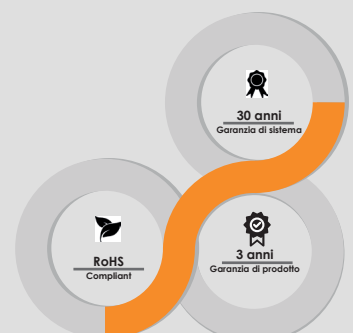 30 anni
Garanzia di sistema
RoHS
Compliant
3 anni
Garanzia di prodotto